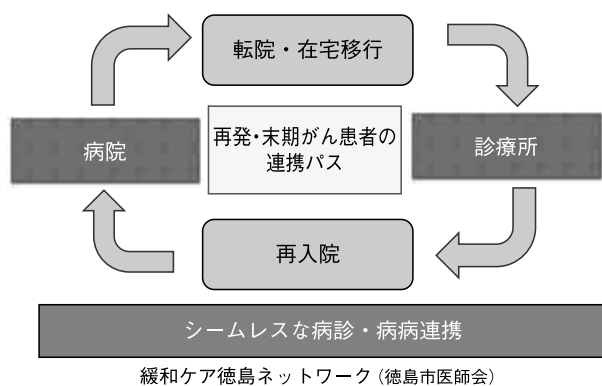 転院・在宅移行
病院
再発・末期がん患者の
連携パス
診療所
再入院
シームレスな病診・病病連携
緩和ケア徳島ネットワーク（徳島市医師会）